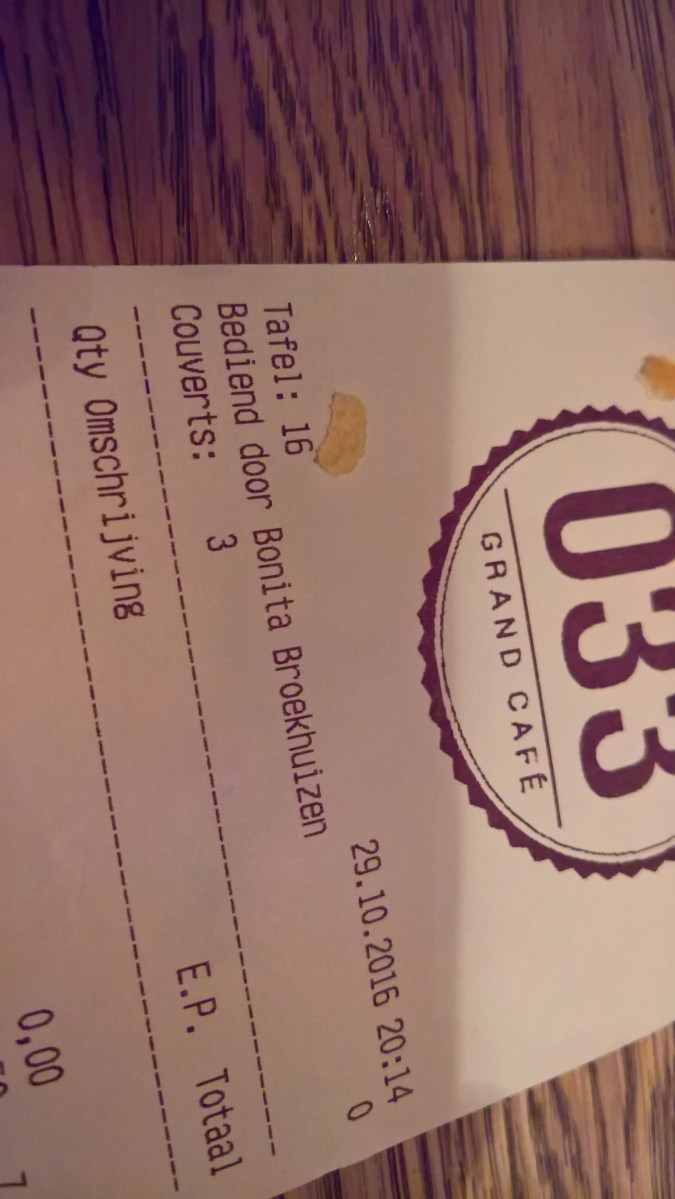 033
GRAND CAFÉ
29.10.2016 20:14
0
Tafel: 16
Bediend door Bonita Broekhuizen
Couverts: 3
Qty Omschrijving E.P. Totaal
0,00